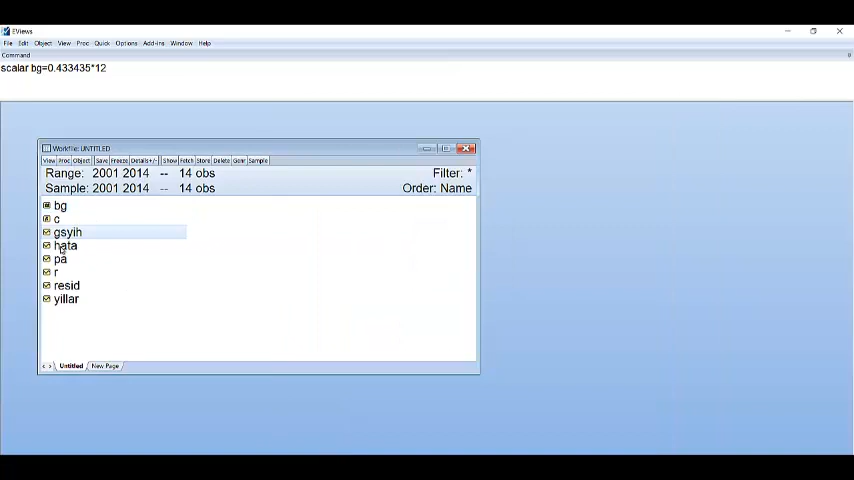 EViews
File Edit Object View Proc Quick Options Add-ins Window Help
Command
scalar bg=0.433435*12
Workfile: UNTITLED
View Proc Object Save Freeze Details+/- Show Fetch Store Delete Genr Sample
Range: 2001 2014 -- 14 obs Filter: *
Sample: 2001 2014 -- 14 obs Order: Name
bg
c
gsyih
hata
pa
r
resid
yillar
Untitled New Page